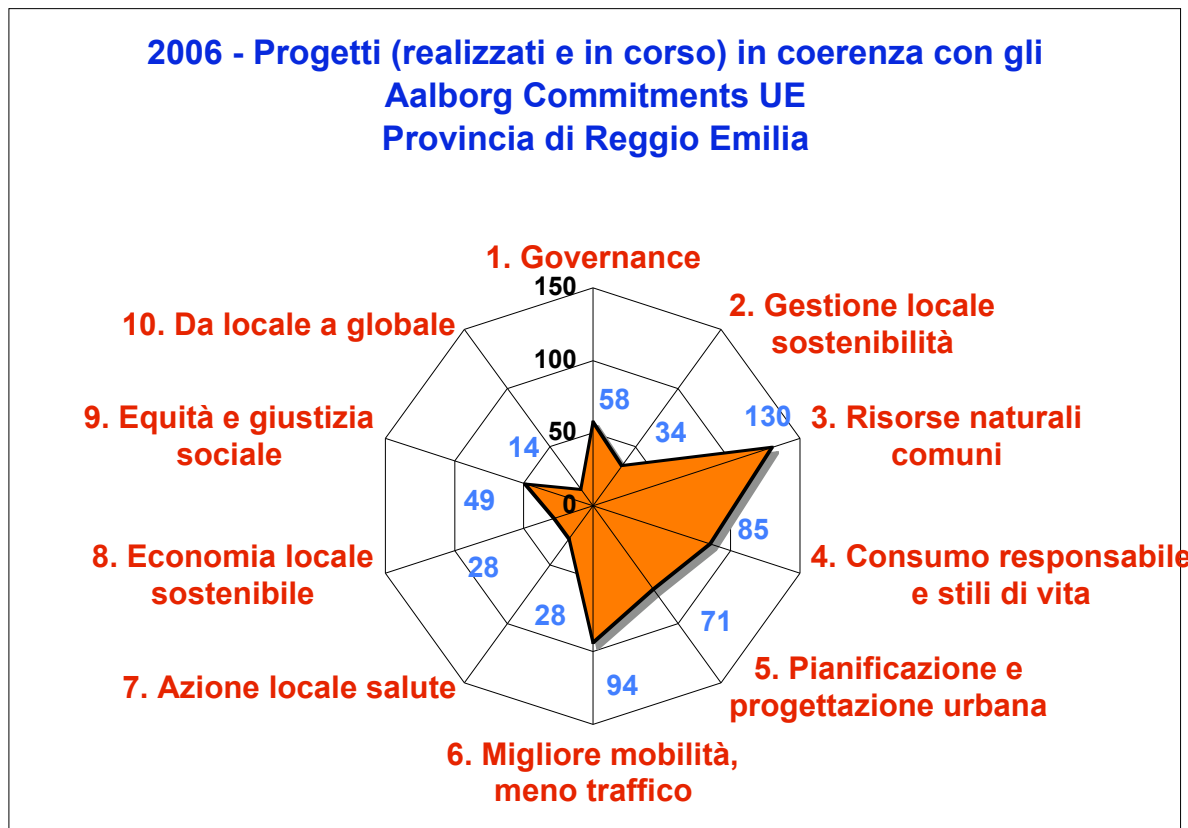 2006 - Progetti (realizzati e in corso) in coerenza con gli
Aalborg Commitments UE
Provincia di Reggio Emilia
1. Governance
150
100
50
0
2. Gestione locale
sostenibilità
3. Risorse naturali
comuni
4. Consumo responsabile
e stili di vita
5. Pianificazione e
progettazione urbana
6. Migliore mobilità,
meno traffico
7. Azione locale salute
8. Economia locale
sostenibile
9. Equità e giustizia
sociale
10. Da locale a globale
58
34
130
85
71
94
28
28
49
14